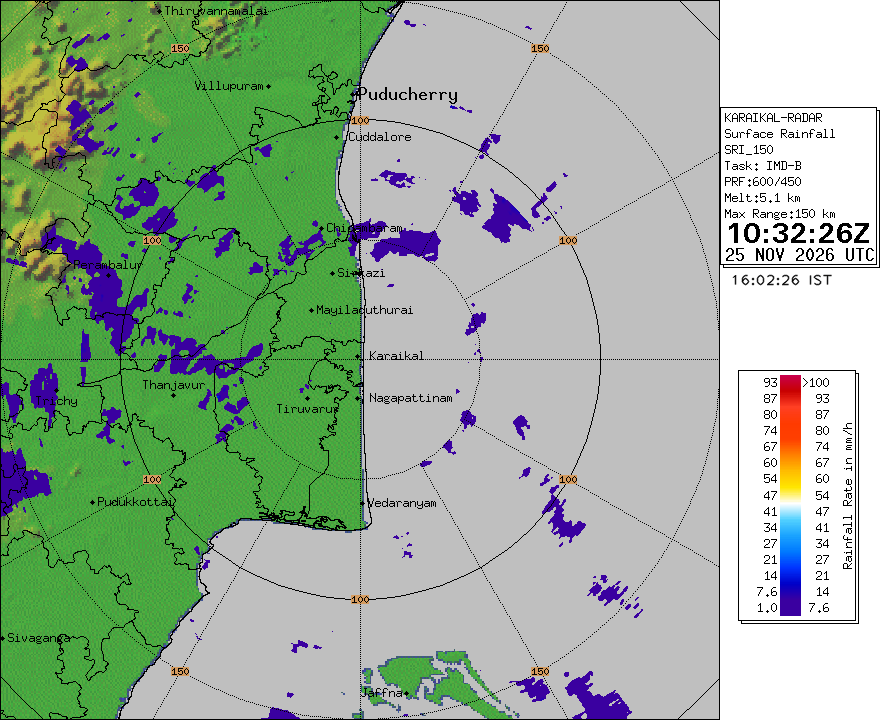 Thiruvannamalai
150
150
Villupuram
Puducherry
100
Cuddalore
KARAIKAL-RADAR
Surface Rainfall
SRI_150
Task: IMD-B
PRF:600/450
Melt:5.1 km
Max Range:150 km
10:32:26Z
25 NOV 2026 UTC
16:02:26 IST
Chidambaram
100
100
Perambalur
Sirkazi
Mayiladuthurai
Karaikal
Thanjavur
Nagapattinam
Trichy
Tiruvarur
100
100
Pudukkottai
Vedaranyam
100
Sivaganga
150
150
Jaffna
93 >100
87 93
80 87
74 80
67 74
60 67
54 60
47 54
41 47
34 41
27 34
21 27
14 21
7.6 14
1.0 7.6
Rainfall Rate in mm/h